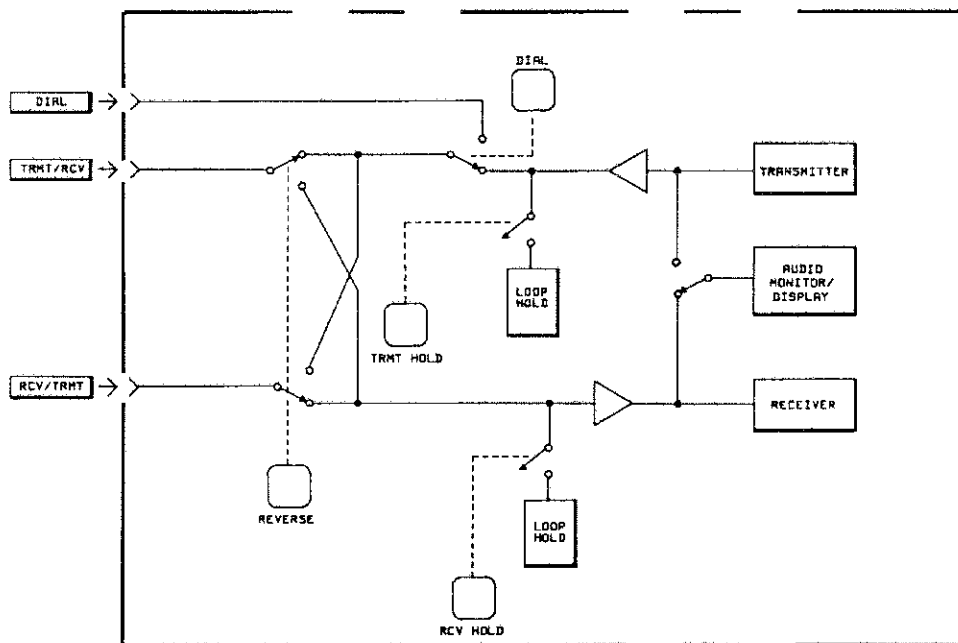 DIAL
DIAL
TRMT/RCV
TRANSMITTER
LOOP
HOLD
AUDIO
MONITOR/
DISPLAY
TRMT HOLD
RCV/TRMT
RECEIVER
REVERSE
LOOP
HOLD
RCV HOLD